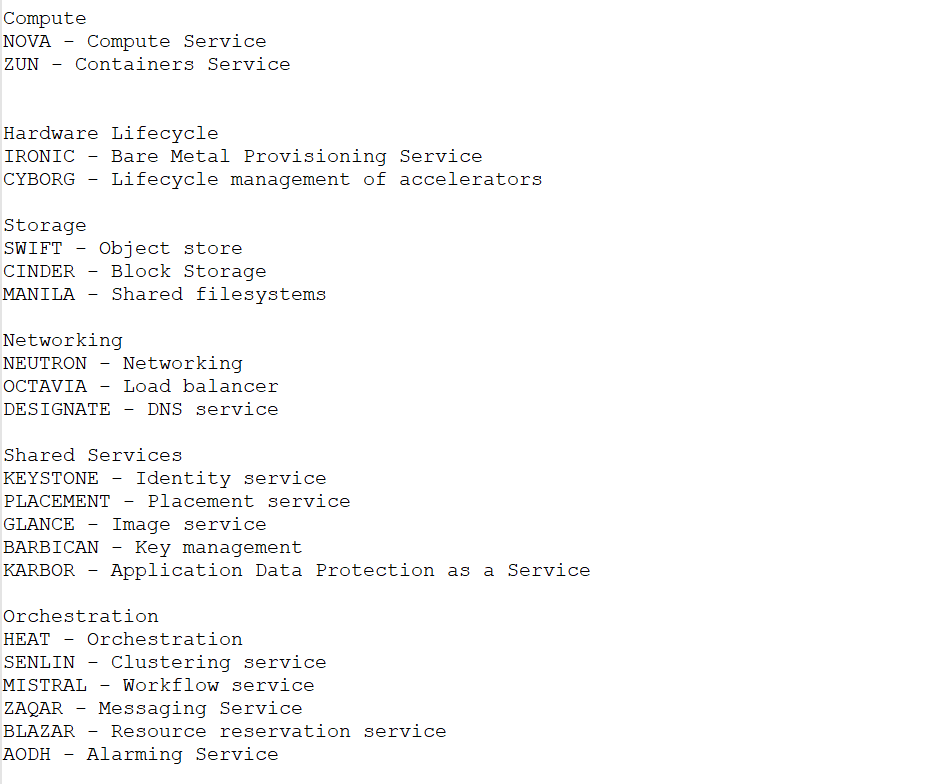 Compute
NOVA – Compute Service
ZUN – Containers Service
Hardware Lifecycle
IRONIC – Bare Metal Provisioning Service
CYBORG – Lifecycle management of accelerators
Storage
SWIFT – Object store
CINDER – Block Storage
MANILA – Shared filesystems
Networking
NEUTRON – Networking
OCTAVIA – Load balancer
DESIGNATE – DNS service
Shared Services
KEYSTONE – Identity service
PLACEMENT – Placement service
GLANCE – Image service
BARBICAN – Key management
KARBOR – Application Data Protection as a Service
Orchestration
HEAT – Orchestration
SENLIN – Clustering service
MISTRAL – Workflow service
ZAQAR – Messaging Service
BLAZAR – Resource reservation service
AODH – Alarming Service